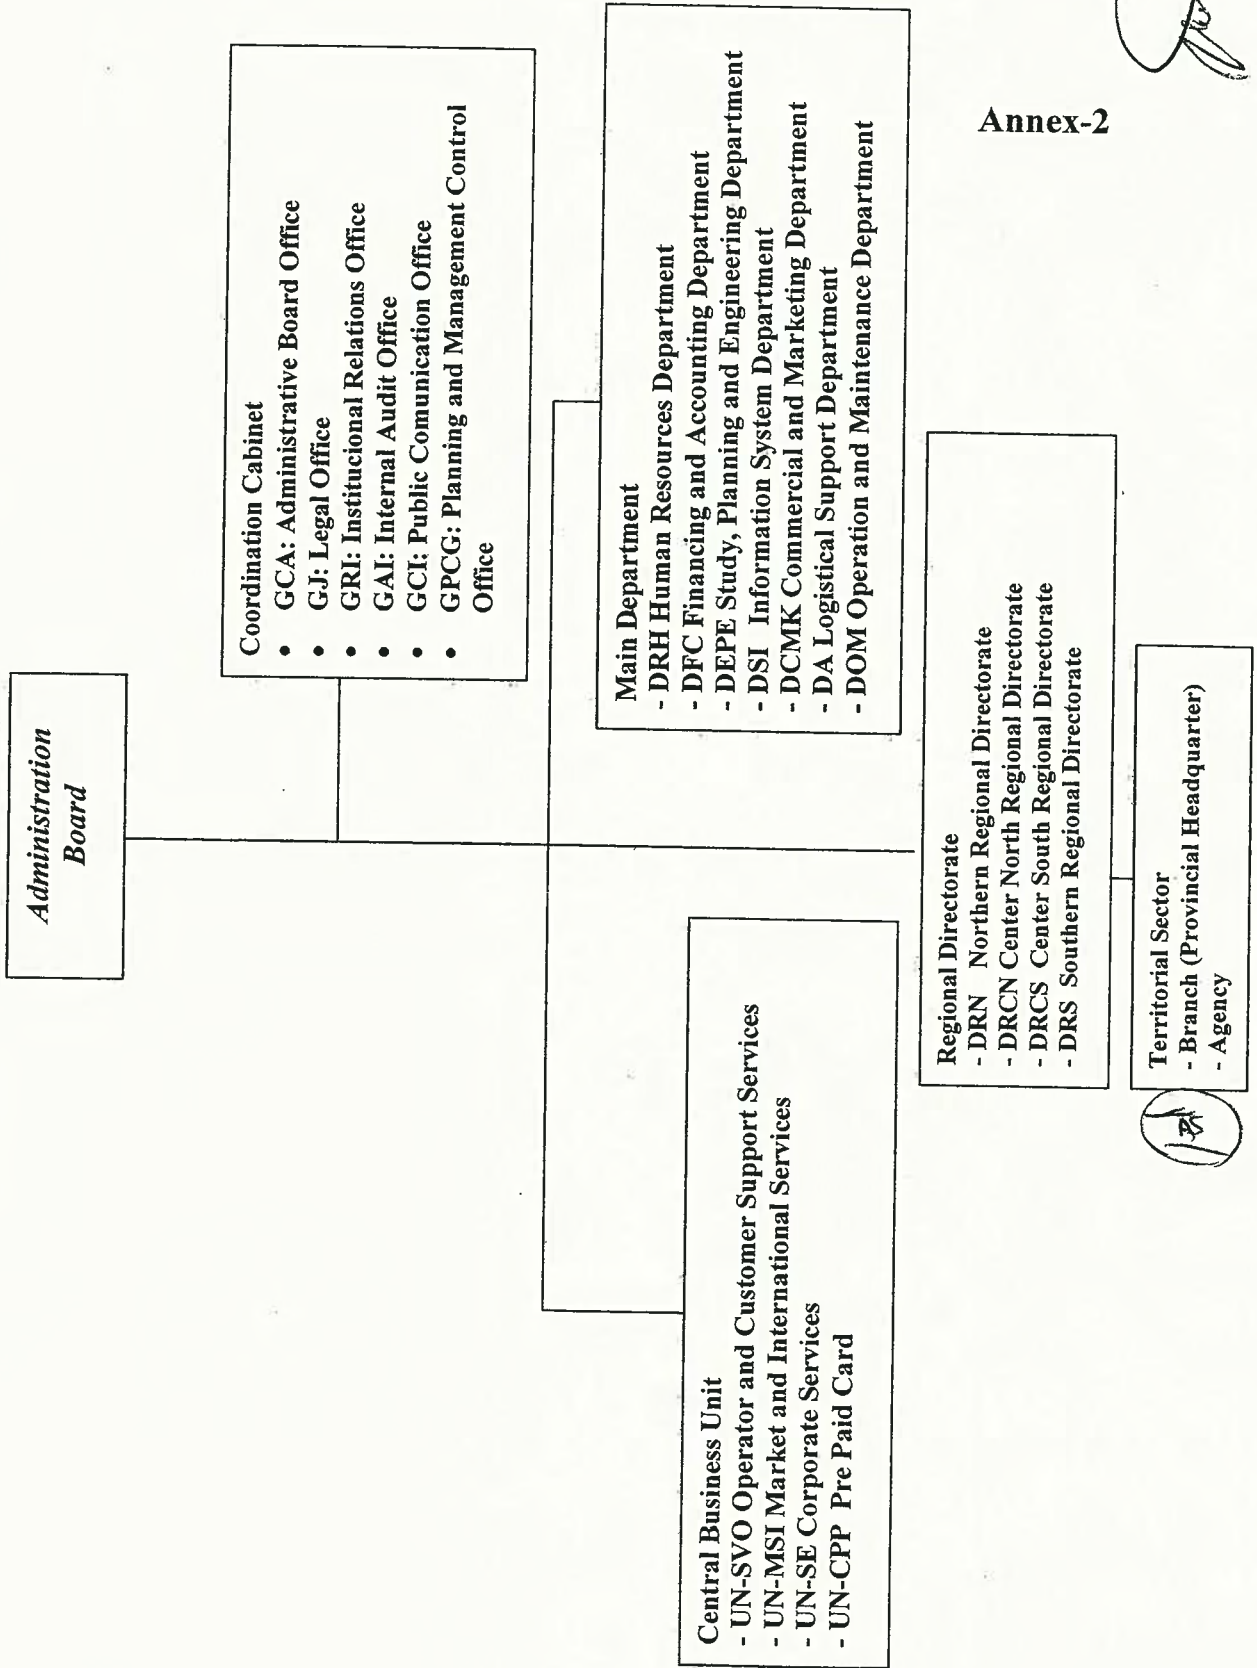 Annex-2
Administration
Board
Coordination Cabinet
• GCA: Administrative Board Office
• GJ: Legal Office
• GRI: Institucional Relations Office
• GAI: Internal Audit Office
• GCI: Public Comunication Office
• GPCG: Planning and Management Control
Office
Central Business Unit
- UN-SVO Operator and Customer Support Services
- UN-MSI Market and International Services
- UN-SE Corporate Services
- UN-CPP Pre Paid Card
Main Department
- DRH Human Resources Department
- DFC Financing and Accounting Department
- DEPE Study, Planning and Engineering Department
- DSI Information System Department
- DCMK Commercial and Marketing Department
- DA Logistical Support Department
- DOM Operation and Maintenance Department
Regional Directorate
- DRN Northern Regional Directorate
- DRCN Center North Regional Directorate
- DRCS Center South Regional Directorate
- DRS Southern Regional Directorate
Territorial Sector
- Branch (Provincial Headquarter)
- Agency